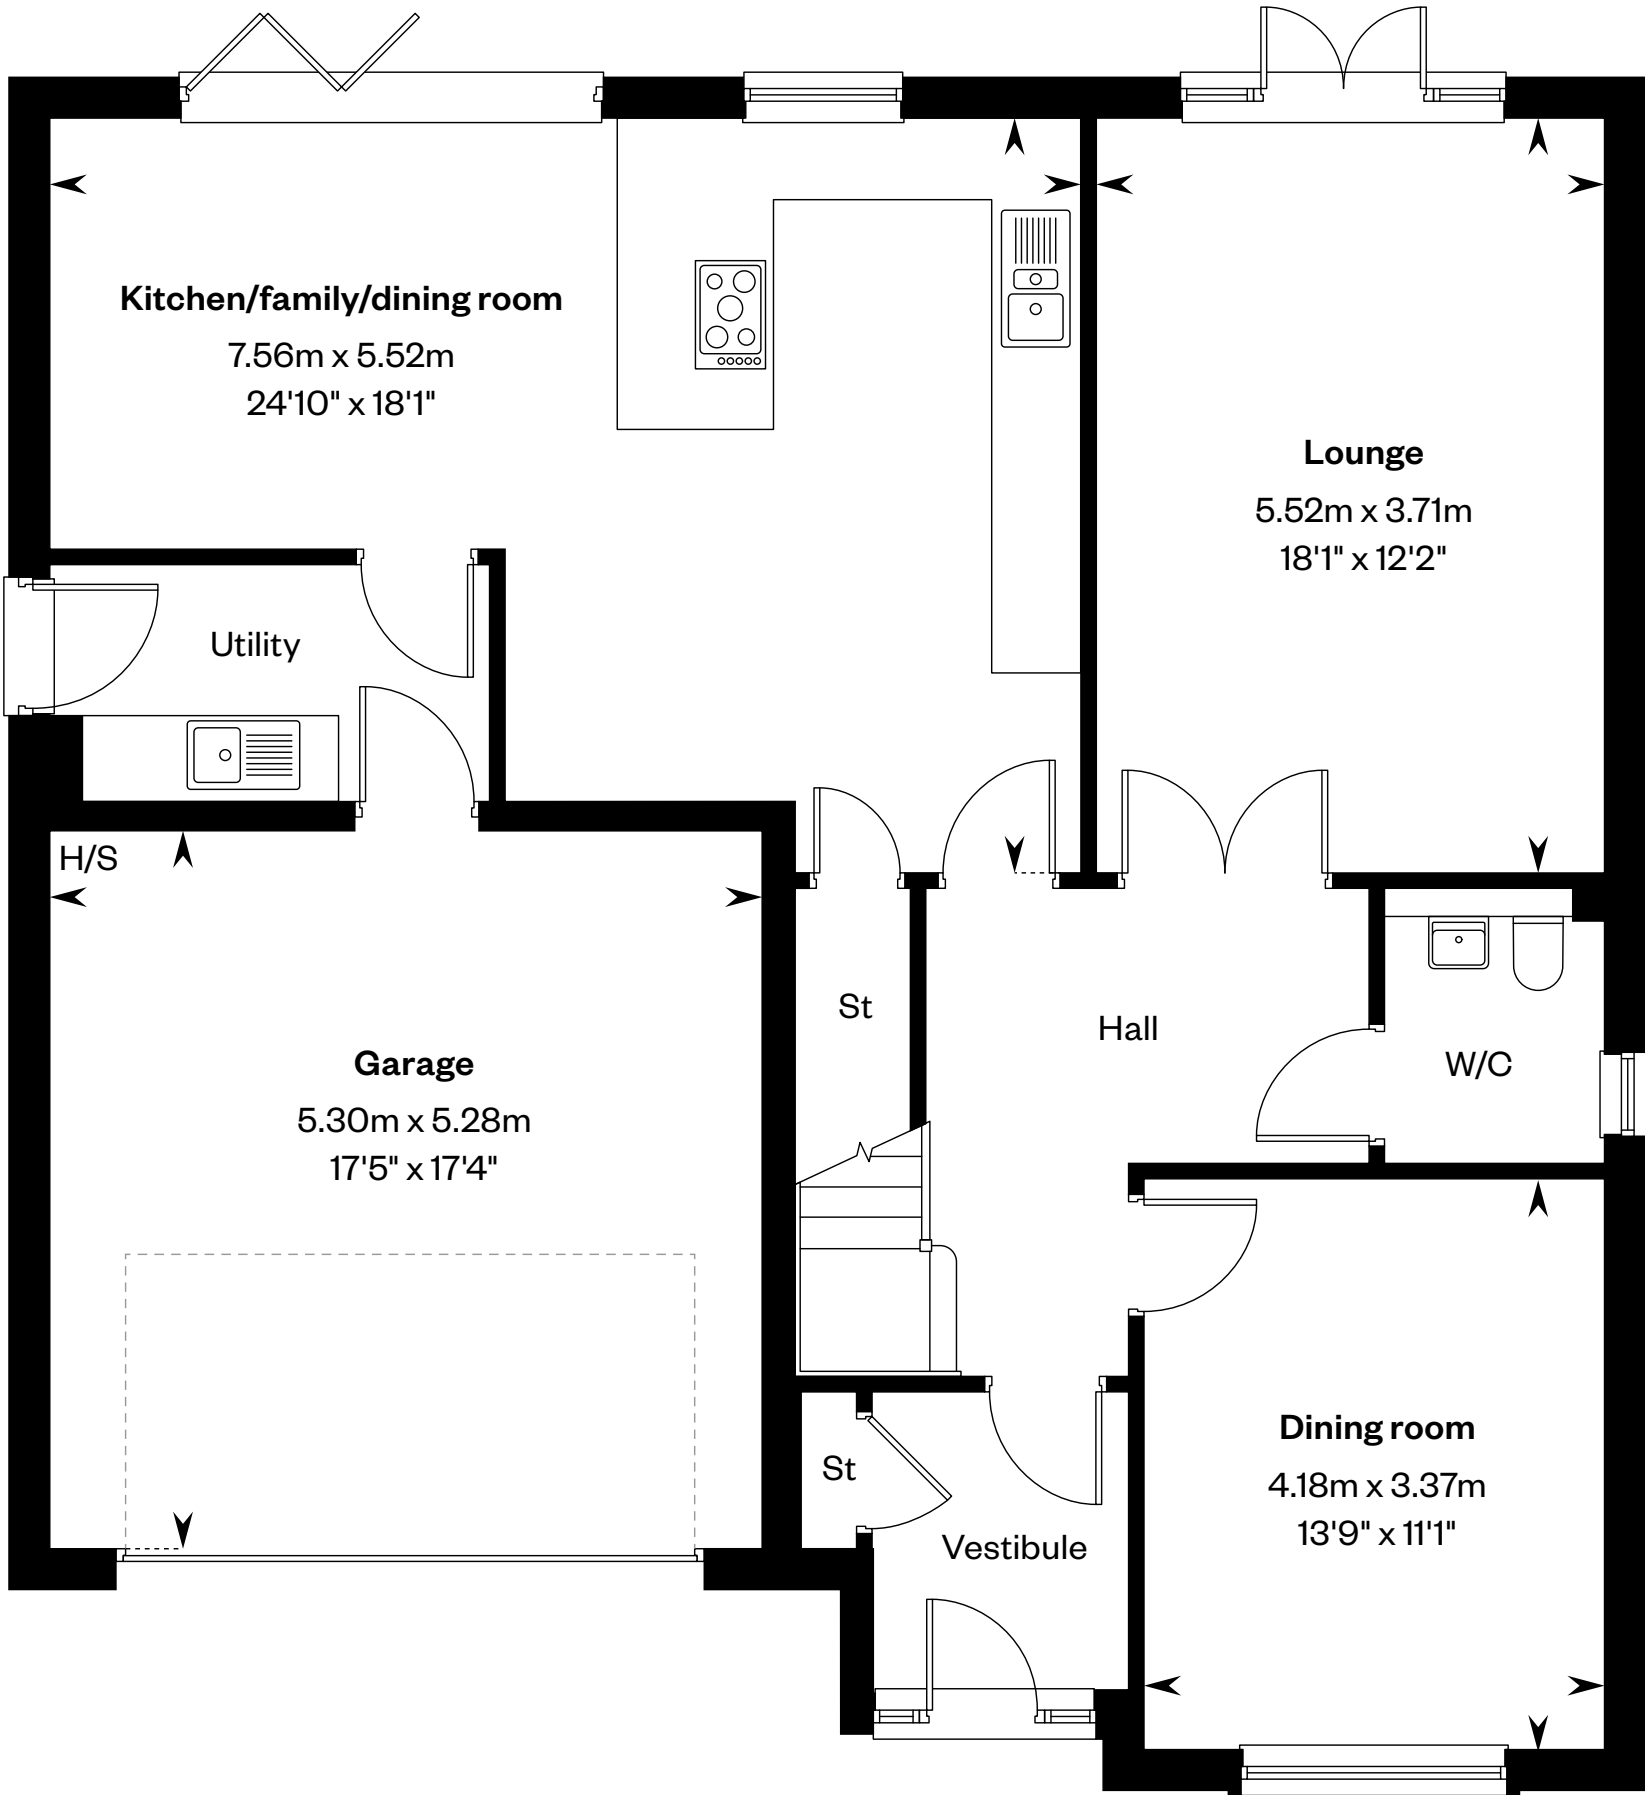 Kitchen/family/dining room
7.56m x 5.52m
24'10" x 18'1"
Lounge
5.52m x 3.71m
18'1" x 12'2"
Utility
H/S
Garage
5.30m x 5.28m
17'5" x 17'4"
St
Hall
W/C
St
Vestibule
Dining room
4.18m x 3.37m
13'9" x 11'1"